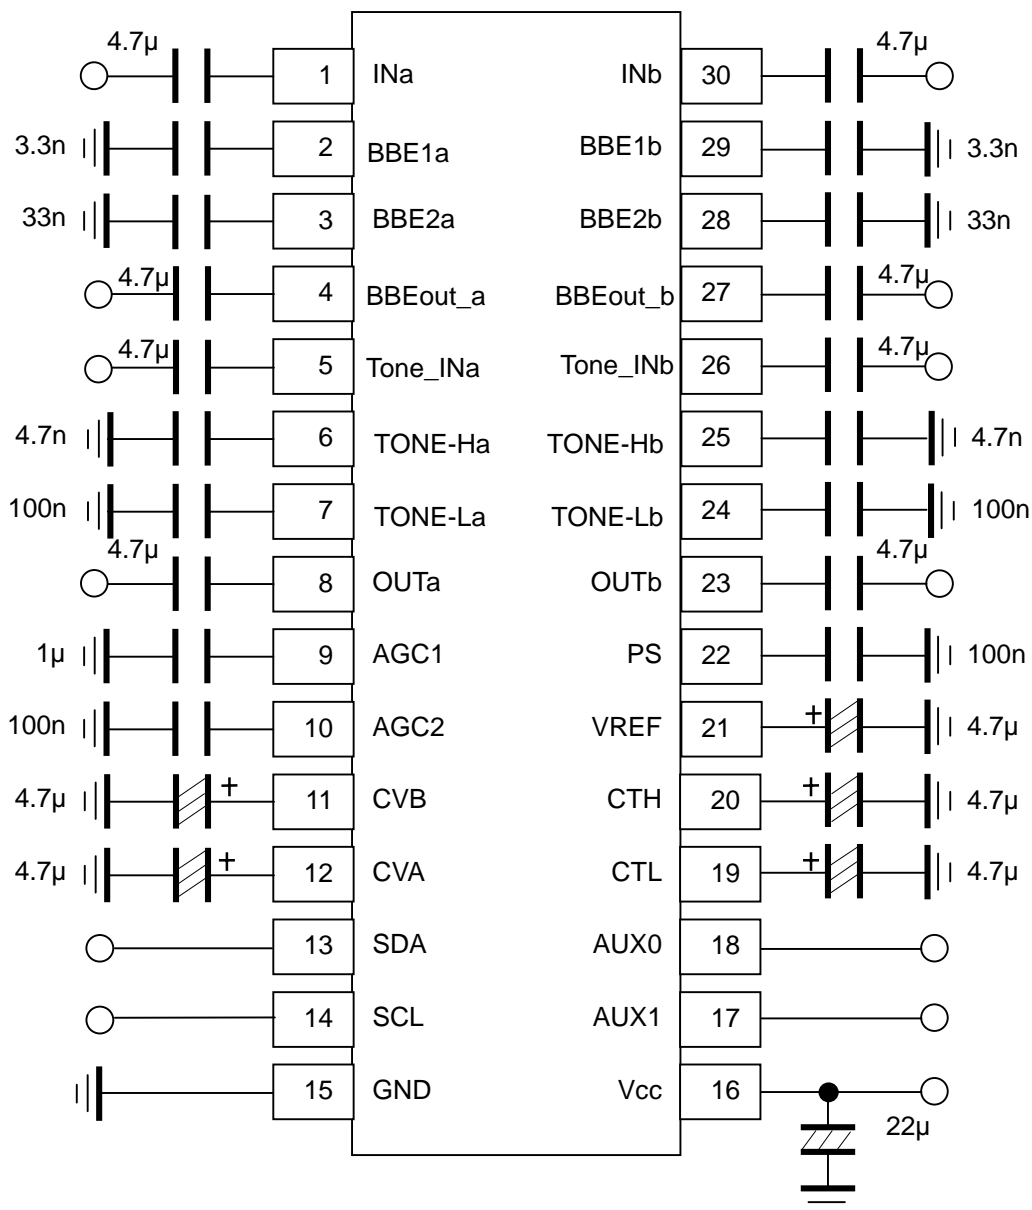 4.7µ 1 INa INb 30 4.7µ
3.3n 2 BBE1a BBE1b 29 3.3n
33n 3 BBE2a BBE2b 28 33n
4.7µ 4 BBEout_a BBEout_b 27 4.7µ
4.7µ 5 Tone_INa Tone_INb 26 4.7µ
4.7n 6 TONE-Ha TONE-Hb 25 4.7n
100n 7 TONE-La TONE-Lb 24 100n
4.7µ 8 OUTa OUTb 23 4.7µ
1µ 9 AGC1 PS 22 100n
100n 10 AGC2 VREF 21 + 4.7µ
4.7µ + 11 CVB CTH 20 + 4.7µ
4.7µ + 12 CVA CTL 19 + 4.7µ
13 SDA AUX0 18
14 SCL AUX1 17
15 GND Vcc 16
22µ